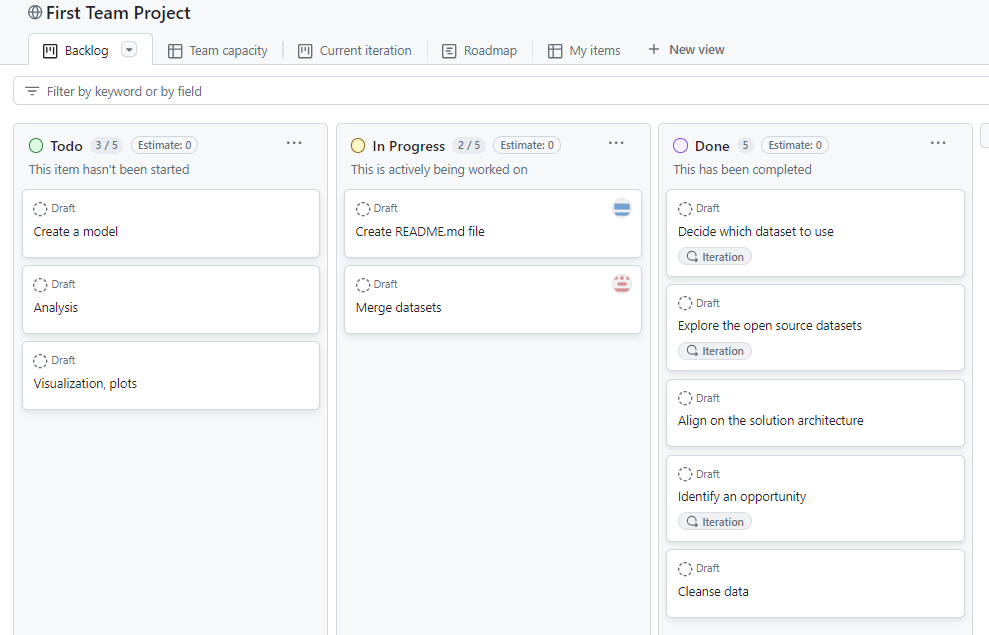 First Team Project
Backlog Team capacity Current iteration Roadmap My items + New view
Filter by keyword or by field
Todo 3 / 5 Estimate: 0 ...
This item hasn't been started
Draft
Create a model
Draft
Analysis
Draft
Visualization, plots
In Progress 2 / 5 Estimate: 0 ...
This is actively being worked on
Draft
Create README.md file
Draft
Merge datasets
Done 5 Estimate: 0 ...
This has been completed
Draft
Decide which dataset to use
Iteration
Draft
Explore the open source datasets
Iteration
Draft
Align on the solution architecture
Draft
Identify an opportunity
Iteration
Draft
Cleanse data